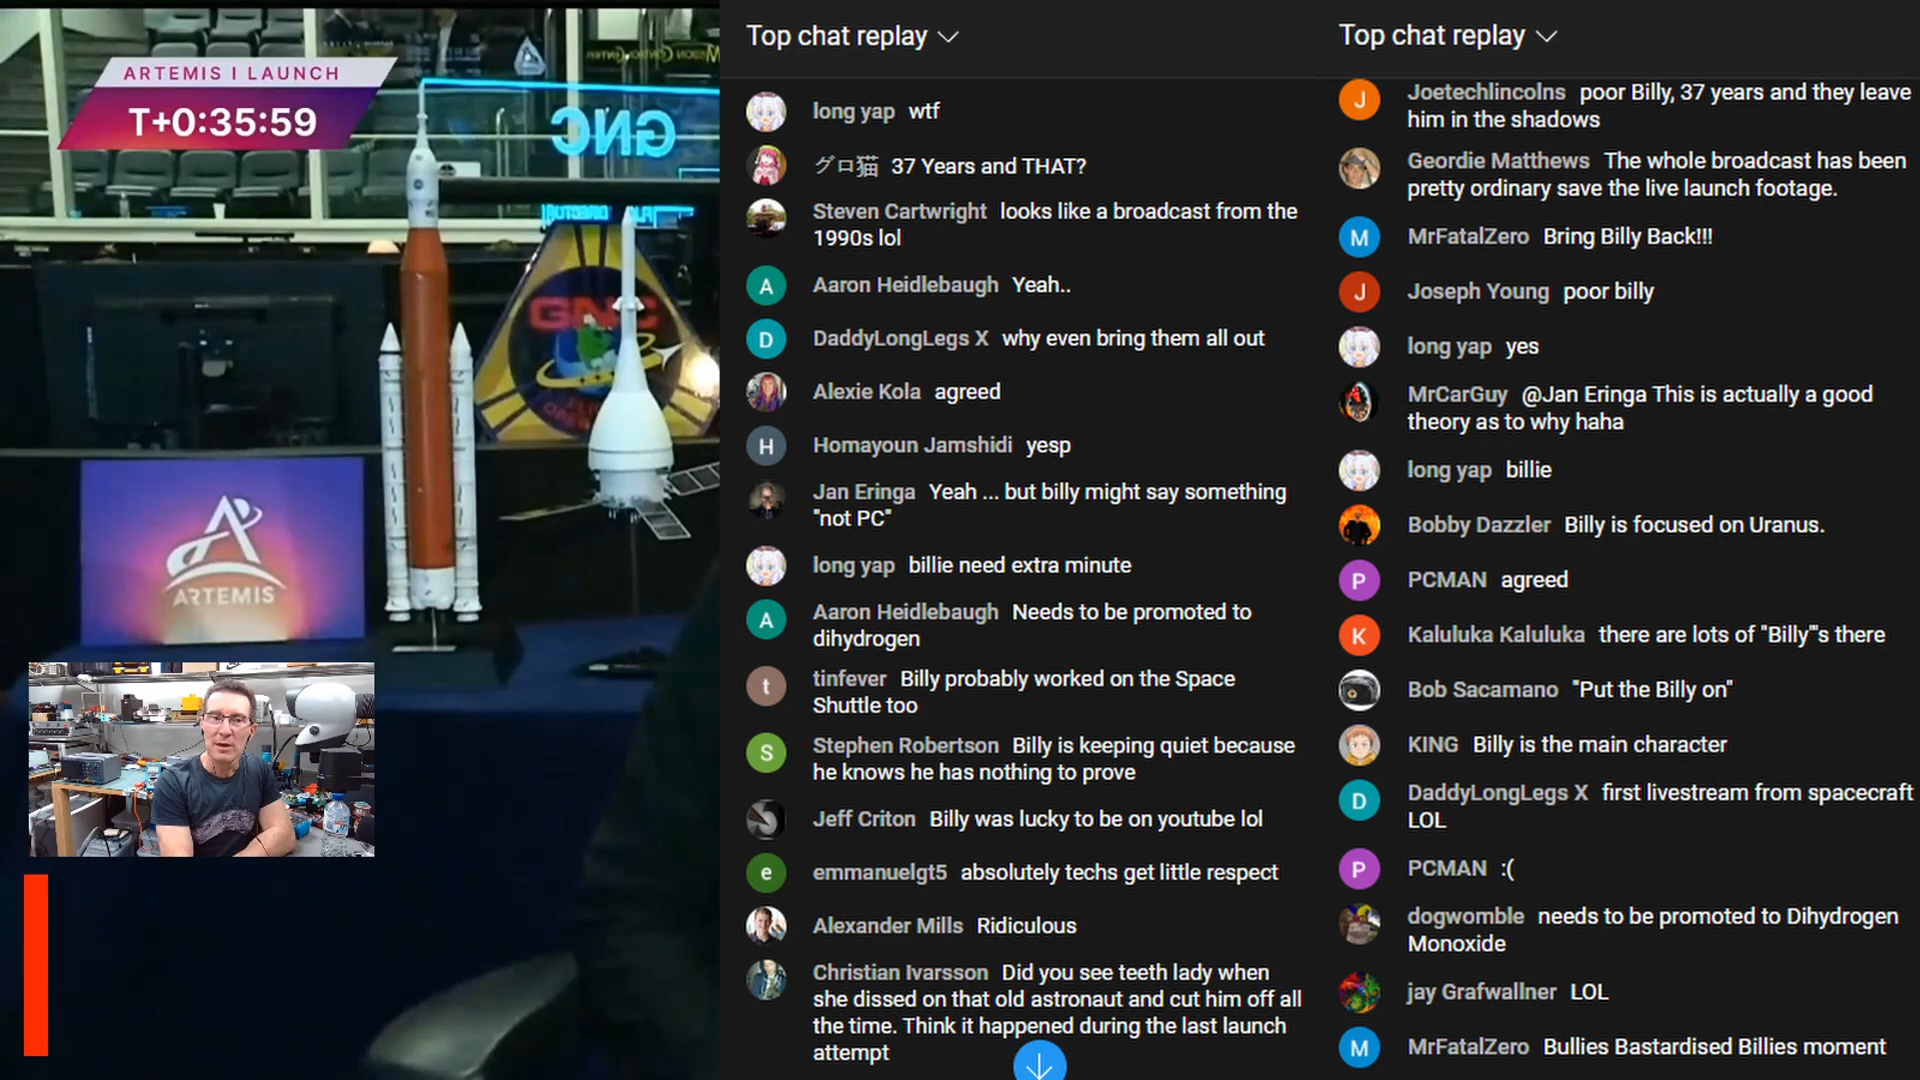 ARTEMIS I LAUNCH
T+0:35:59
GNC
GNC
ARTEMIS
Top chat replay
long yap wtf
グロ猫 37 Years and THAT?
Steven Cartwright looks like a broadcast from the
1990s lol
Aaron Heidlebaugh Yeah..
DaddyLongLegs X why even bring them all out
Alexie Kola agreed
Homayoun Jamshidi yesp
Jan Eringa Yeah ... but billy might say something
"not PC"
long yap billie need extra minute
Aaron Heidlebaugh Needs to be promoted to
dihydrogen
tinfever Billy probably worked on the Space
Shuttle too
Stephen Robertson Billy is keeping quiet because
he knows he has nothing to prove
Jeff Criton Billy was lucky to be on youtube lol
emmanuelgt5 absolutely techs get little respect
Alexander Mills Ridiculous
Christian Ivarsson Did you see teeth lady when
she dissed on that old astronaut and cut him off all
the time. Think it happened during the last launch
attempt
Top chat replay
Joetechlincolns poor Billy, 37 years and they leave
him in the shadows
Geordie Matthews The whole broadcast has been
pretty ordinary save the live launch footage.
MrFatalZero Bring Billy Back!!!
Joseph Young poor billy
long yap yes
MrCarGuy @Jan Eringa This is actually a good
theory as to why haha
long yap billie
Bobby Dazzler Billy is focused on Uranus.
PCMAN agreed
Kaluluka Kaluluka there are lots of "Billy"'s there
Bob Sacamano "Put the Billy on"
KING Billy is the main character
DaddyLongLegs X first livestream from spacecraft
LOL
PCMAN :(
dogwomble needs to be promoted to Dihydrogen
Monoxide
jay Grafwallner LOL
MrFatalZero Bullies Bastardised Billies moment